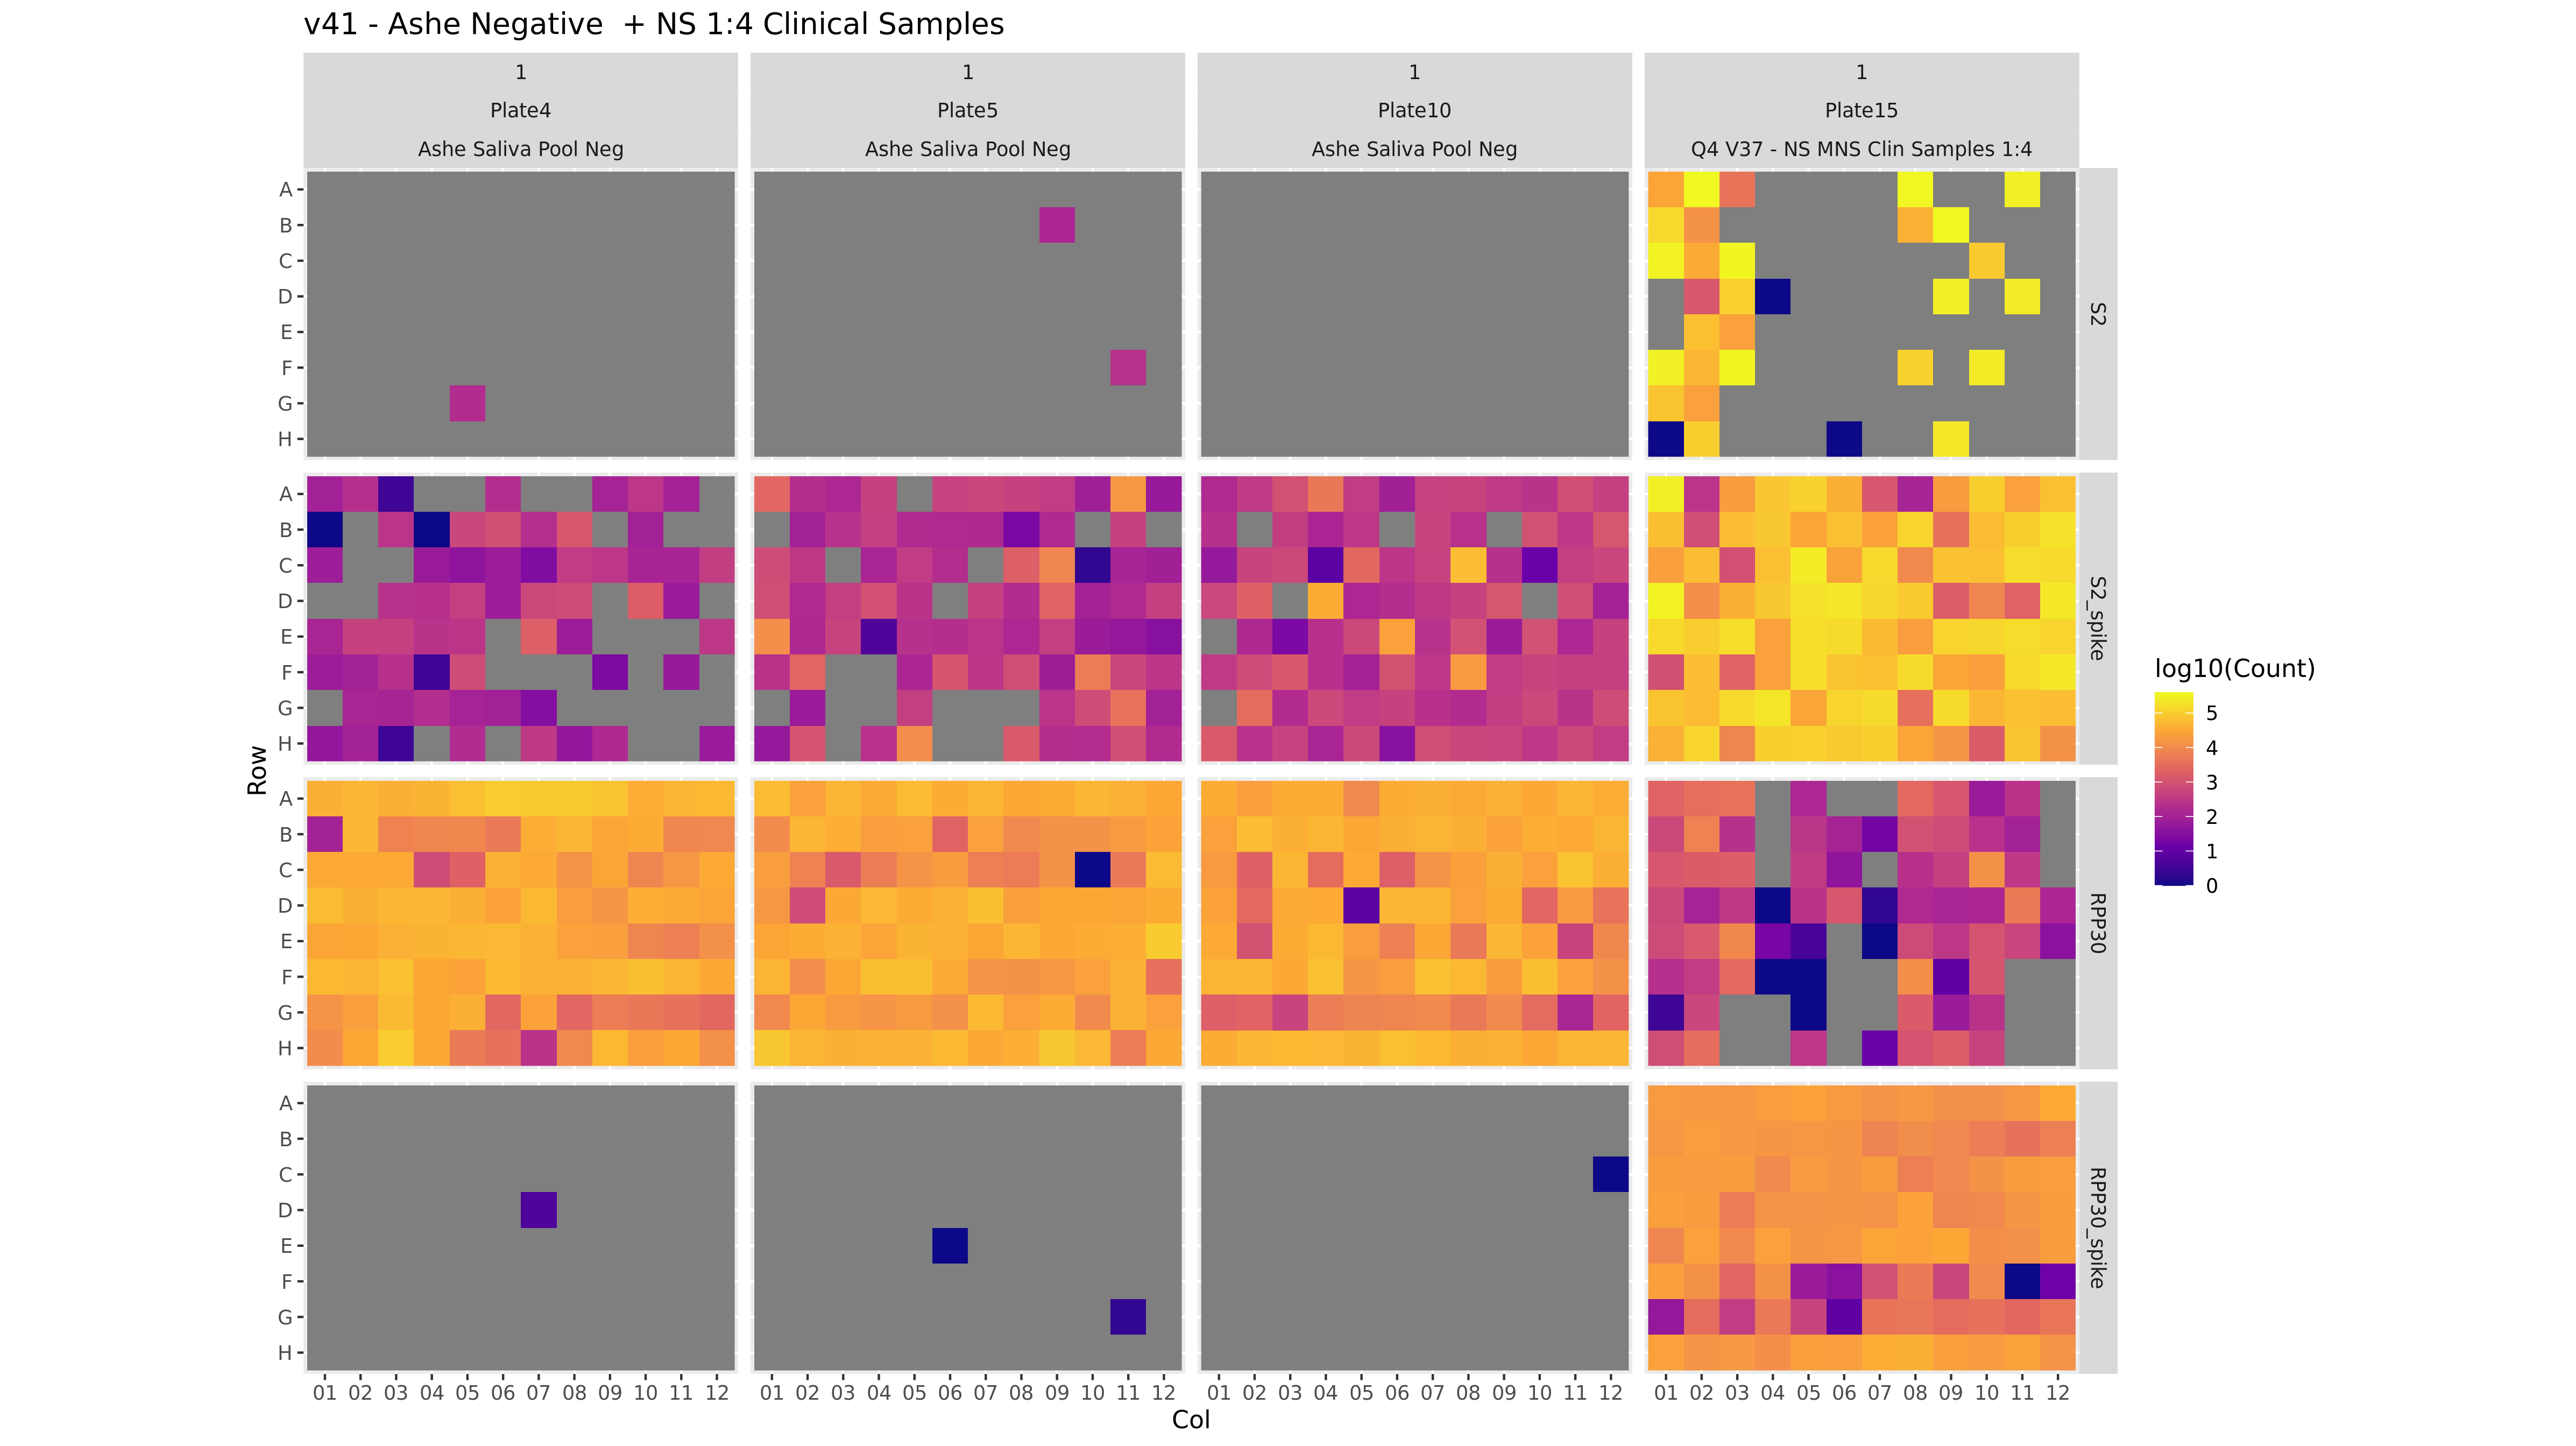 v41 - Ashe Negative  + NS 1:4 Clinical Samples
1 1 1 1
Plate4 Plate5 Plate10 Plate15
Ashe Saliva Pool Neg Ashe Saliva Pool Neg Ashe Saliva Pool Neg Q4 V37 - NS MNS Clin Samples 1:4
A
B
C
D
E
F
G
H
S2
A
B
C
D
E
F
G
H
S2_spike
A
B
C
D
E
F
G
H
RPP30
A
B
C
D
E
F
G
H
RPP30_spike
Row
01 02 03 04 05 06 07 08 09 10 11 12 01 02 03 04 05 06 07 08 09 10 11 12 01 02 03 04 05 06 07 08 09 10 11 12 01 02 03 04 05 06 07 08 09 10 11 12
Col
log10(Count)
5
4
3
2
1
0